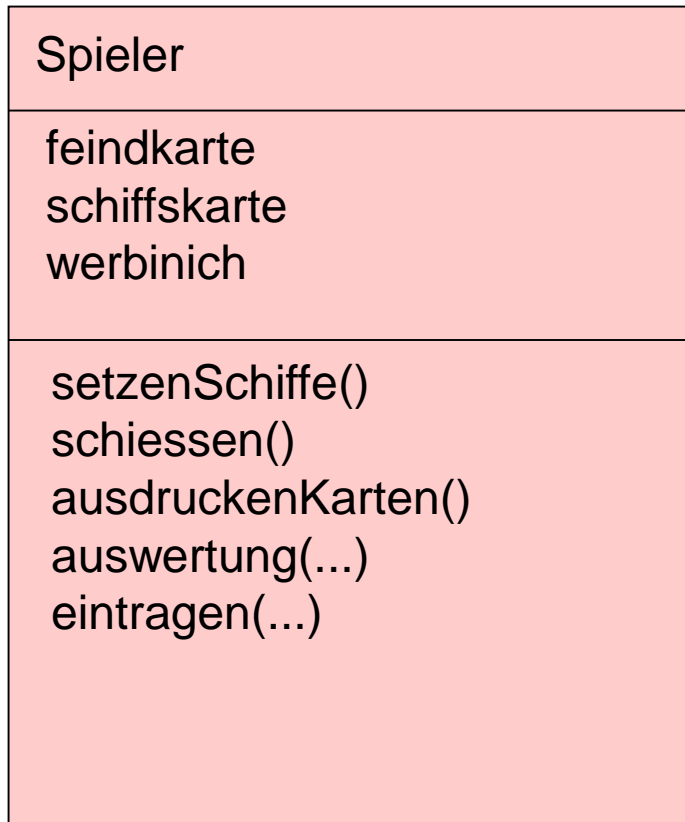 Spieler
feindkarte
schiffskarte
werbinich
setzenSchiffe()
schiessen()
ausdruckenKarten()
auswertung(...)
eintragen(...)